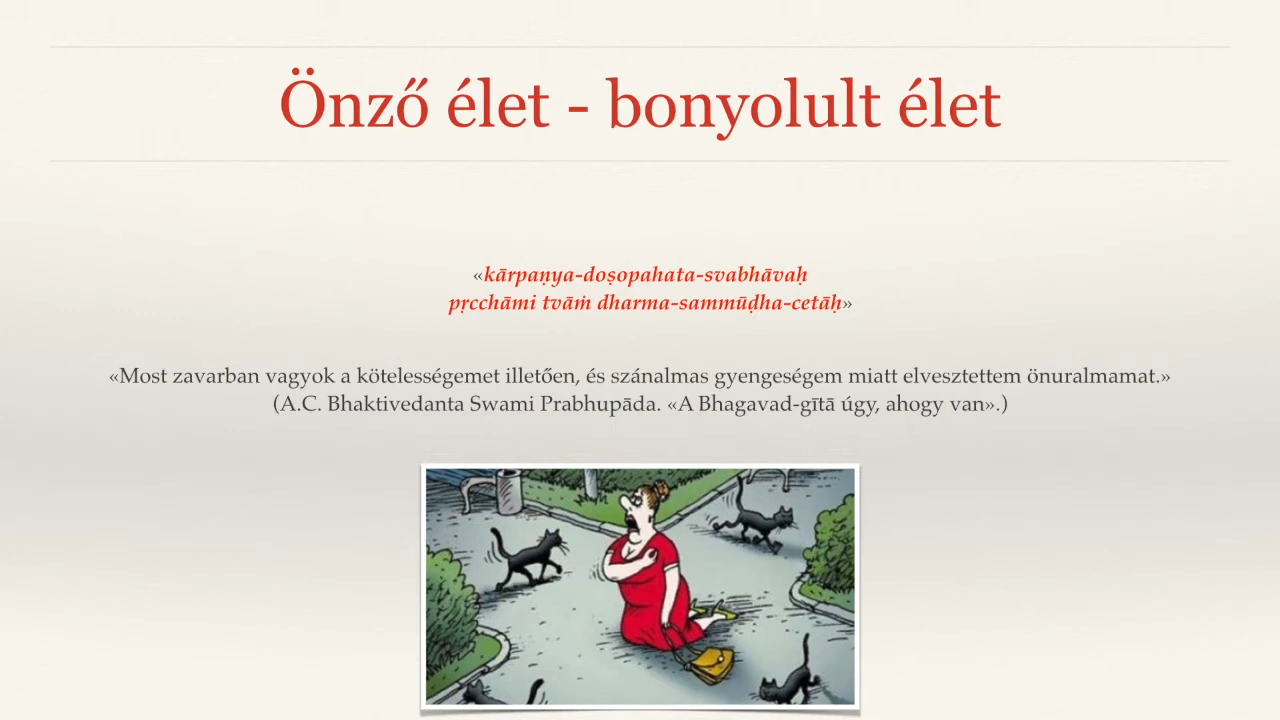 Önző élet - bonyolult élet
«kārpaṇya-doṣopahata-svabhāvaḥ
pṛcchāmi tvāṁ dharma-sammūḍha-cetāḥ»
«Most zavarban vagyok a kötelességemet illetően, és szánalmas gyengeségem miatt elvesztettem önuralmamat.»
(A.C. Bhaktivedanta Swami Prabhupāda. «A Bhagavad-gītā úgy, ahogy van».)